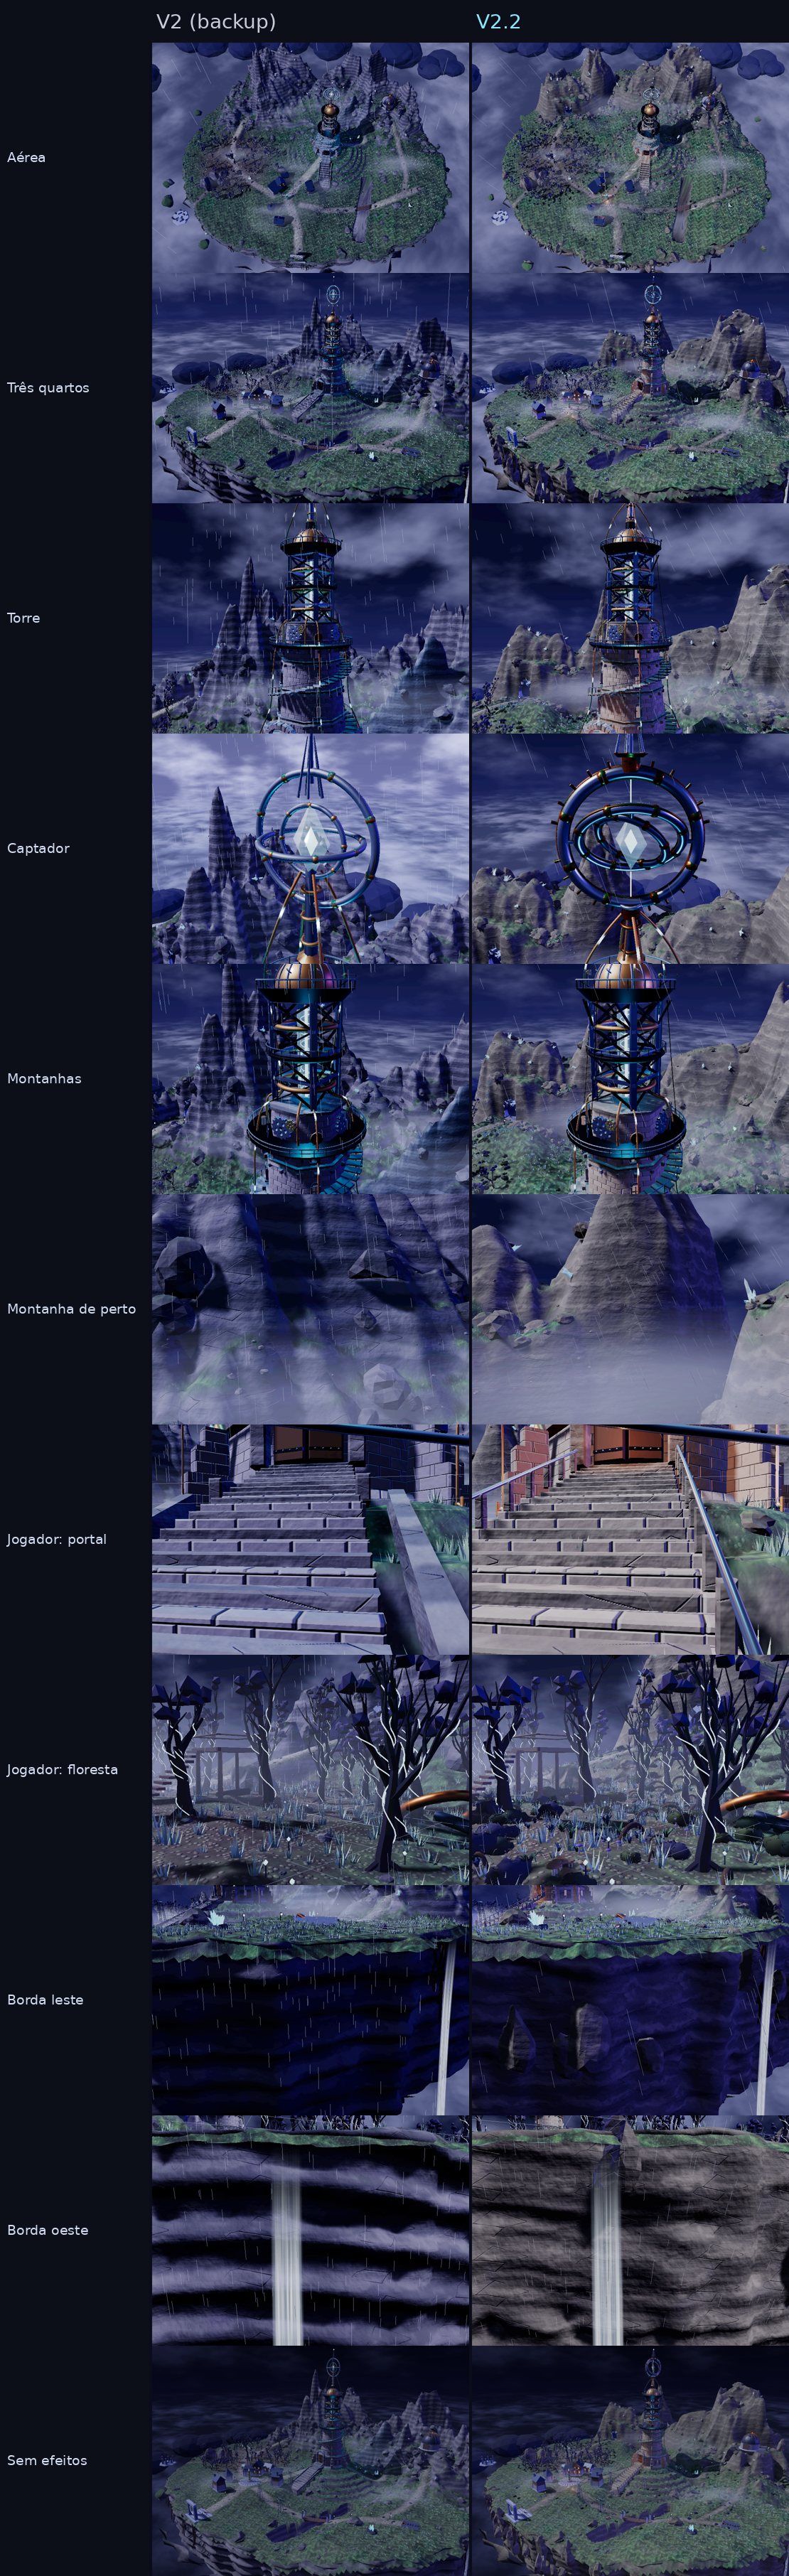 V2 (backup)
V2.2
Aérea
Três quartos
Torre
Captador
Montanhas
Montanha de perto
Jogador: portal
Jogador: floresta
Borda leste
Borda oeste
Sem efeitos